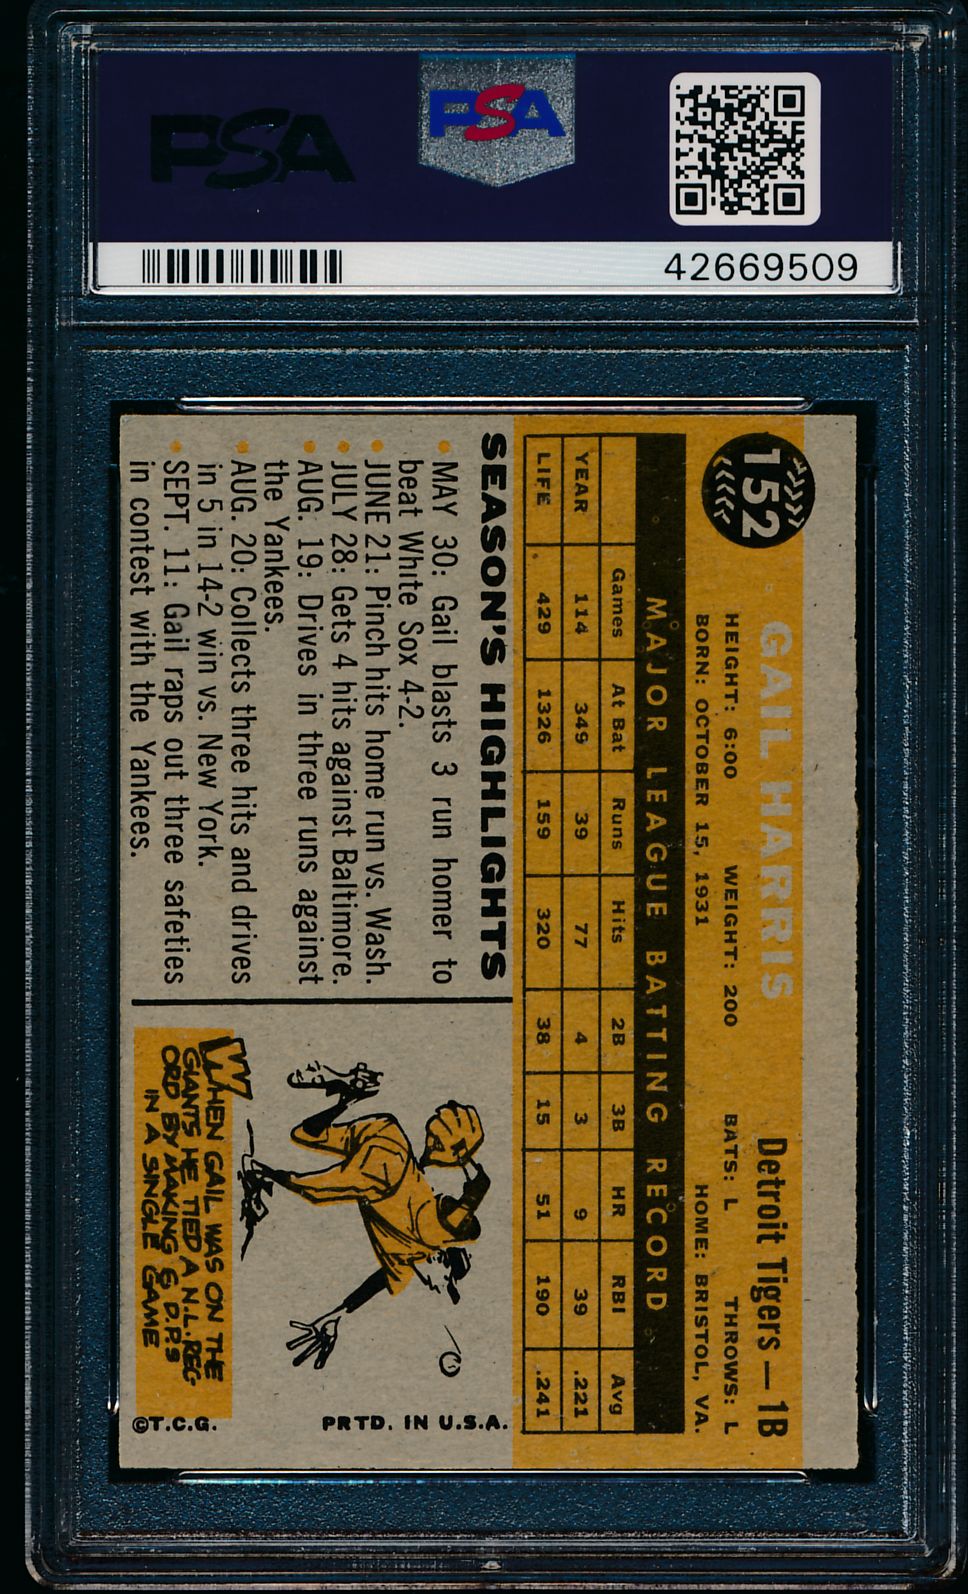 PSA
PSA
42669509
152
GAIL HARRIS
Detroit Tigers — 1B
HEIGHT: 6:00 WEIGHT: 200 BATS: L THROWS: L
BORN: OCTOBER 15, 1931 HOME: BRISTOL, VA.
MAJOR LEAGUE BATTING RECORD
Games At Bat Runs Hits 2B 3B HR RBI Avg
YEAR 114 349 39 77 4 3 9 39 .221
LIFE 429 1326 159 320 38 15 51 190 .241
SEASON'S HIGHLIGHTS
MAY 30: Gail blasts 3 run homer to
beat White Sox 4-2.
JUNE 21: Pinch hits home run vs. Wash.
JULY 28: Gets 4 hits against Baltimore.
AUG. 19: Drives in three runs against
the Yankees.
AUG. 20: Collects three hits and drives
in 5 in 14-2 win vs. New York.
SEPT. 11: Gail raps out three safeties
in contest with the Yankees.
WHEN GAIL WAS ON THE
GIANTS HE TIED A N.L. REC-
ORD BY MAKING 6 D.P.s
IN A SINGLE GAME
©T.C.G. PRTD. IN U.S.A.